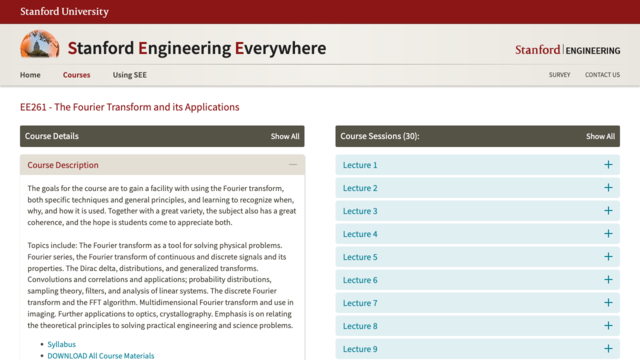 Stanford University
Stanford Engineering Everywhere
Stanford ENGINEERING
Home Courses Using SEE
SURVEY CONTACT US
EE261 - The Fourier Transform and its Applications
Course Details Show All
Course Description
The goals for the course are to gain a facility with using the Fourier transform,
both specific techniques and general principles, and learning to recognize when,
why, and how it is used. Together with a great variety, the subject also has a great
coherence, and the hope is students come to appreciate both.
Topics include: The Fourier transform as a tool for solving physical problems.
Fourier series, the Fourier transform of continuous and discrete signals and its
properties. The Dirac delta, distributions, and generalized transforms.
Convolutions and correlations and applications; probability distributions,
sampling theory, filters, and analysis of linear systems. The discrete Fourier
transform and the FFT algorithm. Multidimensional Fourier transform and use in
imaging. Further applications to optics, crystallography. Emphasis is on relating
the theoretical principles to solving practical engineering and science problems.
• Syllabus
• DOWNLOAD All Course Materials
Course Sessions (30): Show All
Lecture 1
Lecture 2
Lecture 3
Lecture 4
Lecture 5
Lecture 6
Lecture 7
Lecture 8
Lecture 9